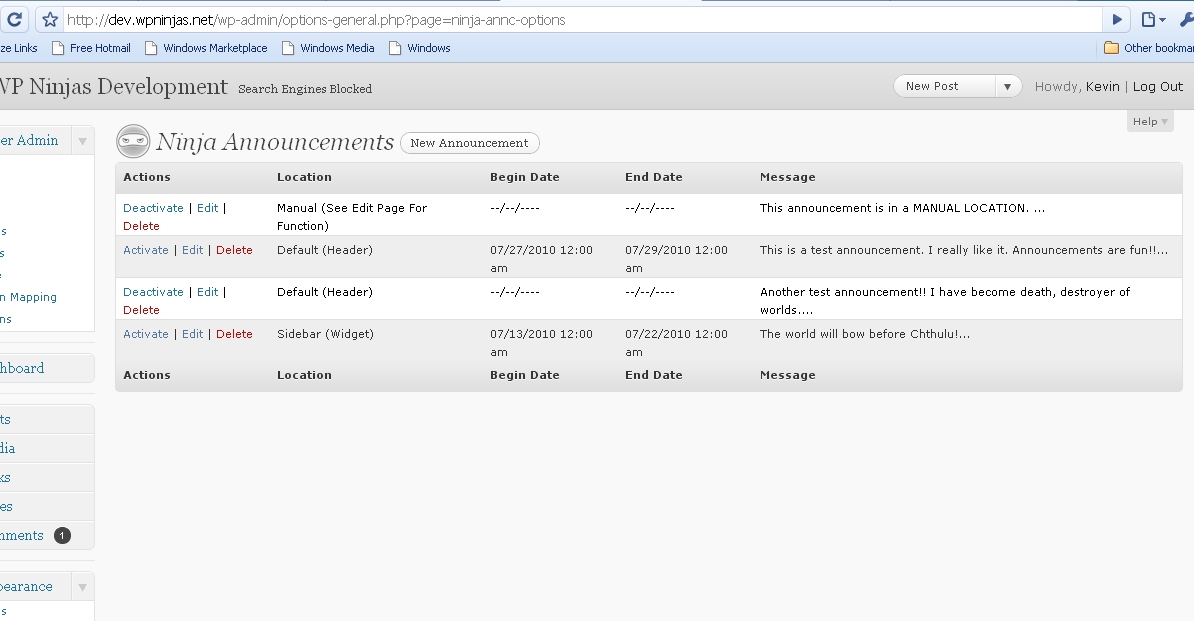 http://dev.wpninjas.net/wp-admin/options-general.php?page=ninja-annc-options
ze Links Free Hotmail Windows Marketplace Windows Media Windows Other bookmar
WP Ninjas Development Search Engines Blocked New Post Howdy, Kevin | Log Out
Help
er Admin
Ninja Announcements New Announcement
Actions Location Begin Date End Date Message
Deactivate | Edit | Manual (See Edit Page For --/--/---- --/--/---- This announcement is in a MANUAL LOCATION. ...
Delete Function)
Activate | Edit | Delete Default (Header) 07/27/2010 12:00 07/29/2010 12:00 This is a test announcement. I really like it. Announcements are fun!!...
am am
Deactivate | Edit | Default (Header) --/--/---- --/--/---- Another test announcement!! I have become death, destroyer of
Delete worlds....
Activate | Edit | Delete Sidebar (Widget) 07/13/2010 12:00 07/22/2010 12:00 The world will bow before Chthulu!...
am am
Actions Location Begin Date End Date Message
s
s
n Mapping
ns
hboard
ts
dia
ks
es
nments 1
pearance
s